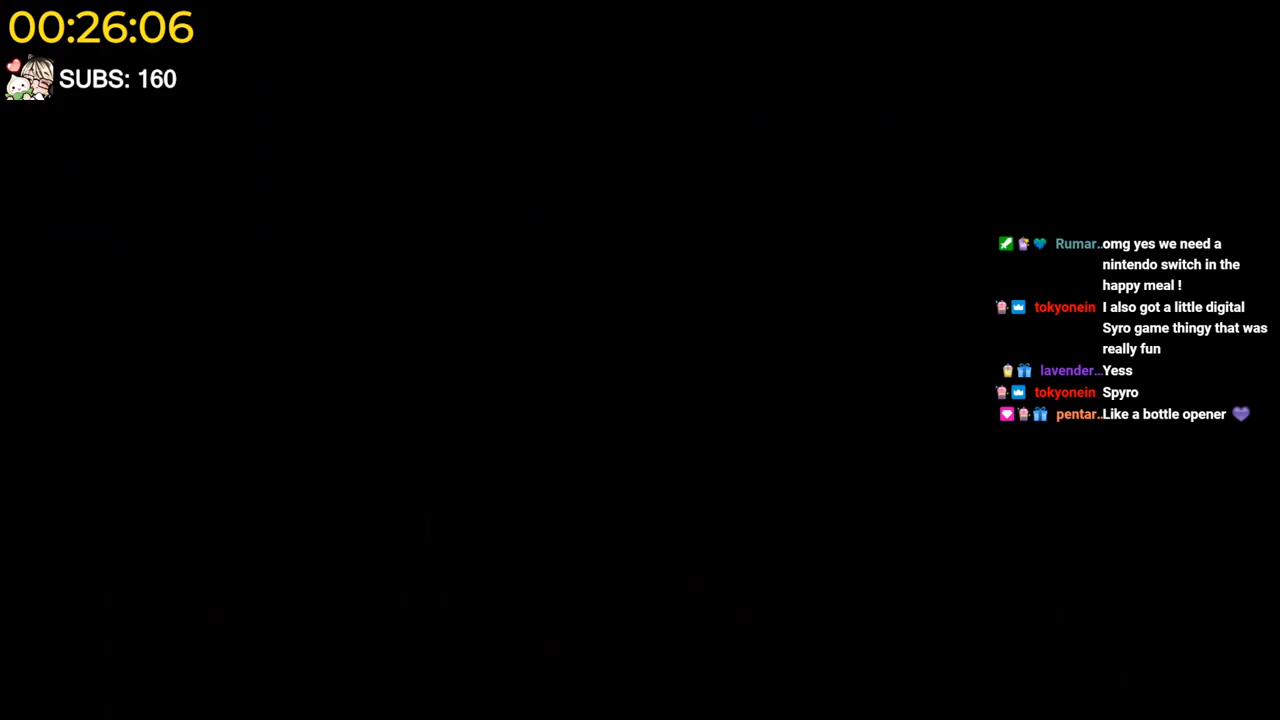 00:26:06
SUBS: 160
Rumar.. omg yes we need a
nintendo switch in the
happy meal !
tokyonein I also got a little digital
Syro game thingy that was
really fun
lavender... Yess
tokyonein Spyro
pentar.. Like a bottle opener